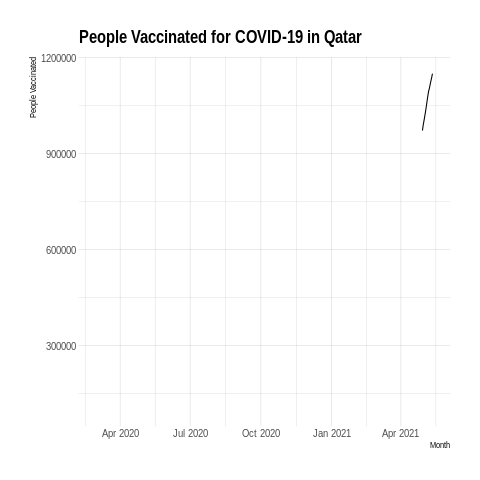 People Vaccinated for COVID-19 in Qatar
People Vaccinated
1200000
900000
600000
300000
Apr 2020 Jul 2020 Oct 2020 Jan 2021 Apr 2021
Month